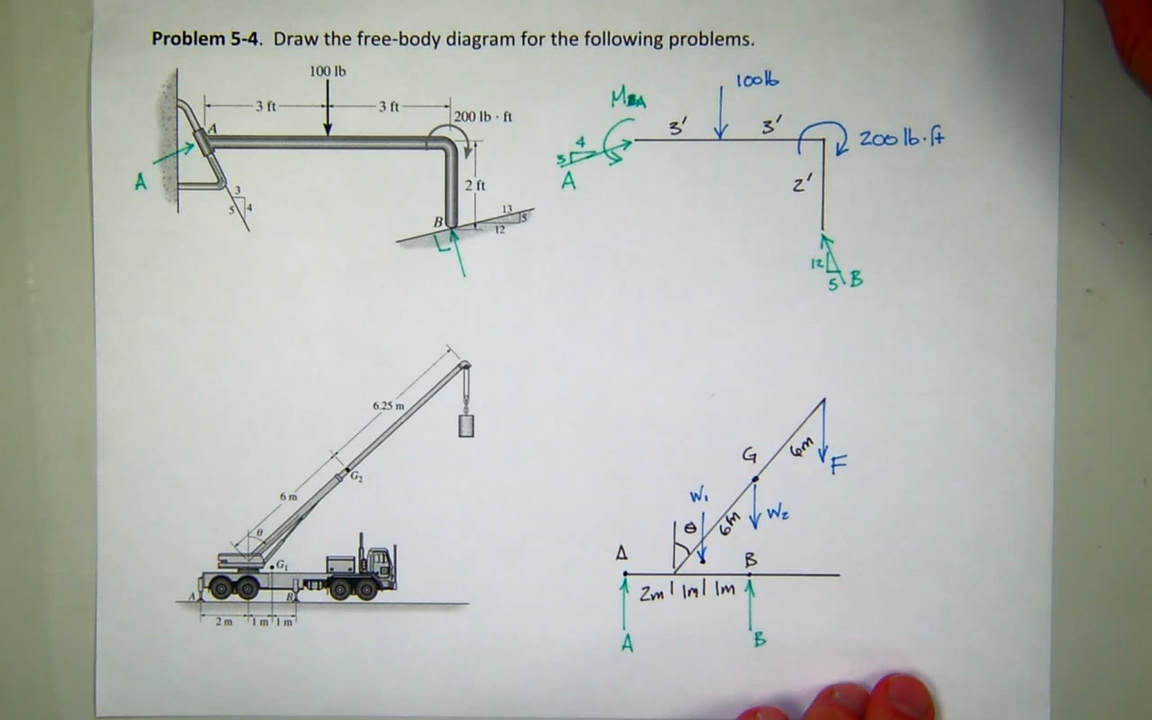 Problem 5-4. Draw the free-body diagram for the following problems.
100 lb
3 ft
3 ft
200 lb · ft
A
A
2 ft
3
4
5
B
13
5
12
100lb
3'
3'
200 lb·ft
4
3
A
2'
12
5
B
6.25 m
G₂
6 m
θ
G₁
A
B
2 m
1 m
1 m
G
6m
F
W₁
W₂
θ
6m
A
B
2m
1m
1m
A
B